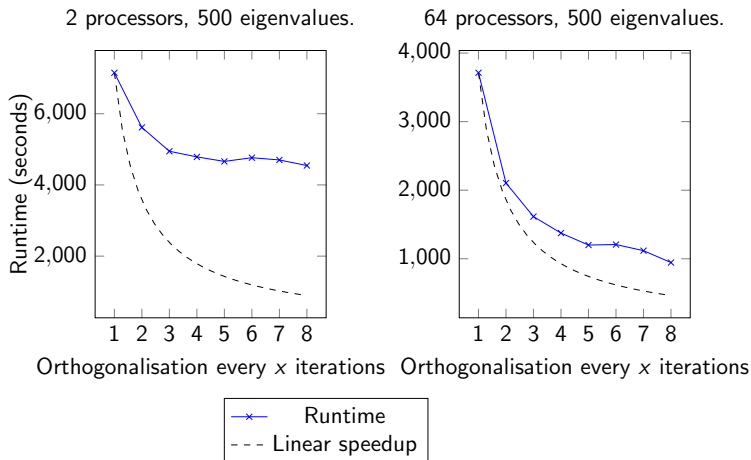 2 processors, 500 eigenvalues.
6,000
4,000
2,000
Runtime (seconds)
1 2 3 4 5 6 7 8
Orthogonalisation every x iterations
64 processors, 500 eigenvalues.
4,000
3,000
2,000
1,000
1 2 3 4 5 6 7 8
Orthogonalisation every x iterations
Runtime
Linear speedup